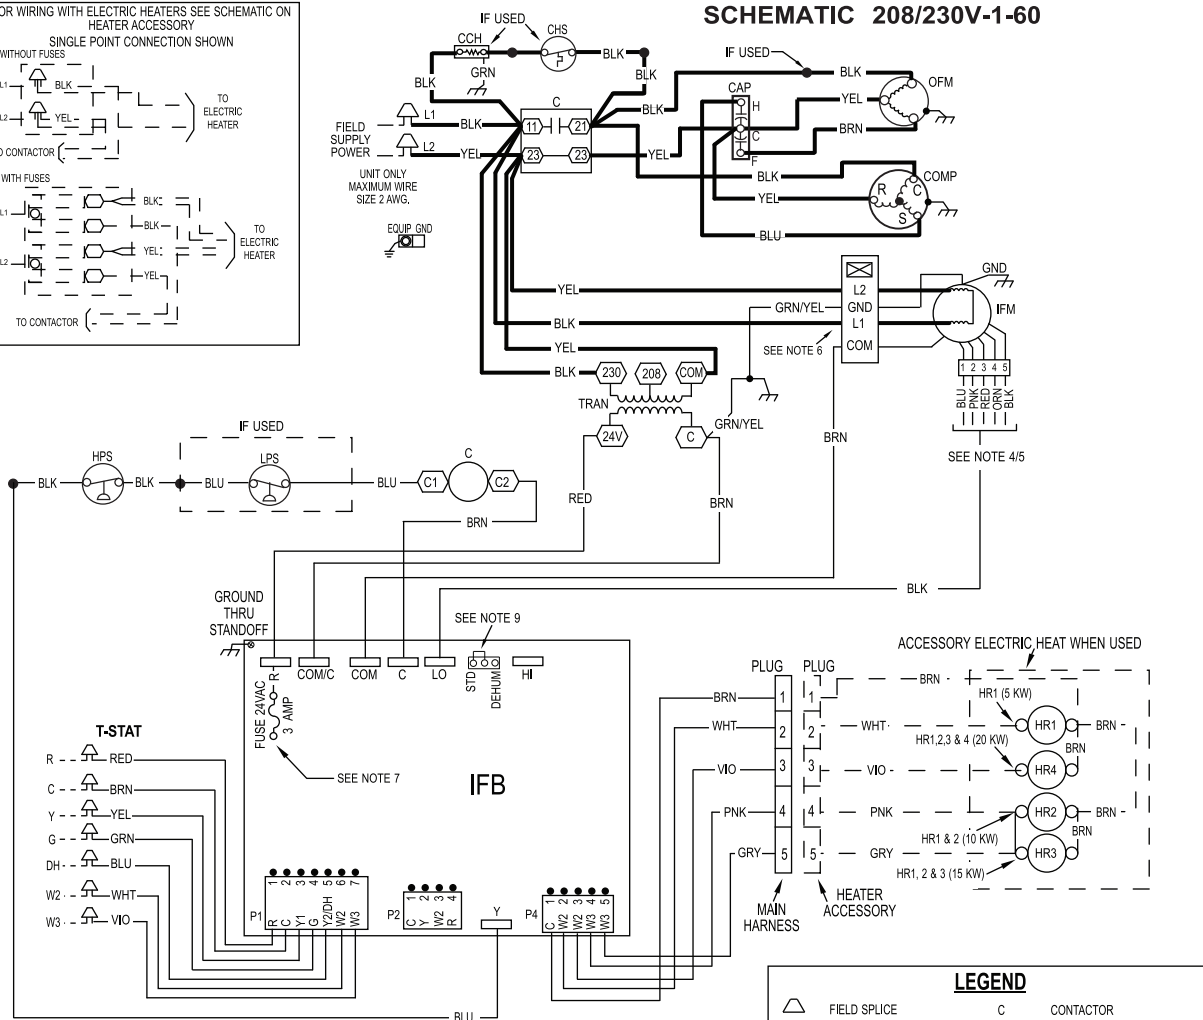 SCHEMATIC 208/230V-1-60
OR WIRING WITH ELECTRIC HEATERS SEE SCHEMATIC ON
HEATER ACCESSORY
SINGLE POINT CONNECTION SHOWN
WITHOUT FUSES
L1
BLK
L2
YEL
TO
ELECTRIC
HEATER
O CONTACTOR
WITH FUSES
L1
BLK
BLK
L2
YEL
YEL
TO
ELECTRIC
HEATER
TO CONTACTOR
IF USED
CCH
CHS
GRN
BLK
BLK
BLK
IF USED
BLK
OFM
YEL
BRN
CAP
H
C
F
FIELD
SUPPLY
POWER
L1
L2
BLK
YEL
C
11
21
23
23
BLK
YEL
UNIT ONLY
MAXIMUM WIRE
SIZE 2 AWG.
EQUIP GND
BLK
YEL
BLU
COMP
R
C
S
YEL
BLK
YEL
BLK
GRN/YEL
SEE NOTE 6
L2
GND
L1
COM
GND
IFM
1 2 3 4 5
BLU
PNK
RED
ORN
BLK
SEE NOTE 4/5
230
208
COM
TRAN
24V
C
GRN/YEL
RED
BRN
BRN
BLK
HPS
BLK
BLK
IF USED
BLU
LPS
BLU
C
C1
C2
BRN
GROUND
THRU
STANDOFF
SEE NOTE 9
R
COM/C
COM
C
LO
STD
DEHUM
HI
FUSE 24VAC
3 AMP
SEE NOTE 7
IFB
T-STAT
R
RED
C
BRN
Y
YEL
G
GRN
DH
BLU
W2
WHT
W3
VIO
P1
1 2 3 4 5 6 7
R
C
Y1
G
Y2/DH
W2
W3
P2
1 2 3 4
C
Y
W2
R
Y
P4
1 2 3 4 5
C
W2
W2
W3
W3
BLU
PLUG
PLUG
BRN
1
1
WHT
2
2
VIO
3
3
PNK
4
4
GRY
5
5
MAIN
HARNESS
HEATER
ACCESSORY
ACCESSORY ELECTRIC HEAT WHEN USED
BRN
HR1 (5 KW)
WHT
HR1
BRN
HR1,2,3 & 4 (20 KW)
BRN
VIO
HR4
PNK
HR2
BRN
HR1 & 2 (10 KW)
BRN
GRY
HR3
HR1, 2 & 3 (15 KW)
LEGEND
FIELD SPLICE
C
CONTACTOR